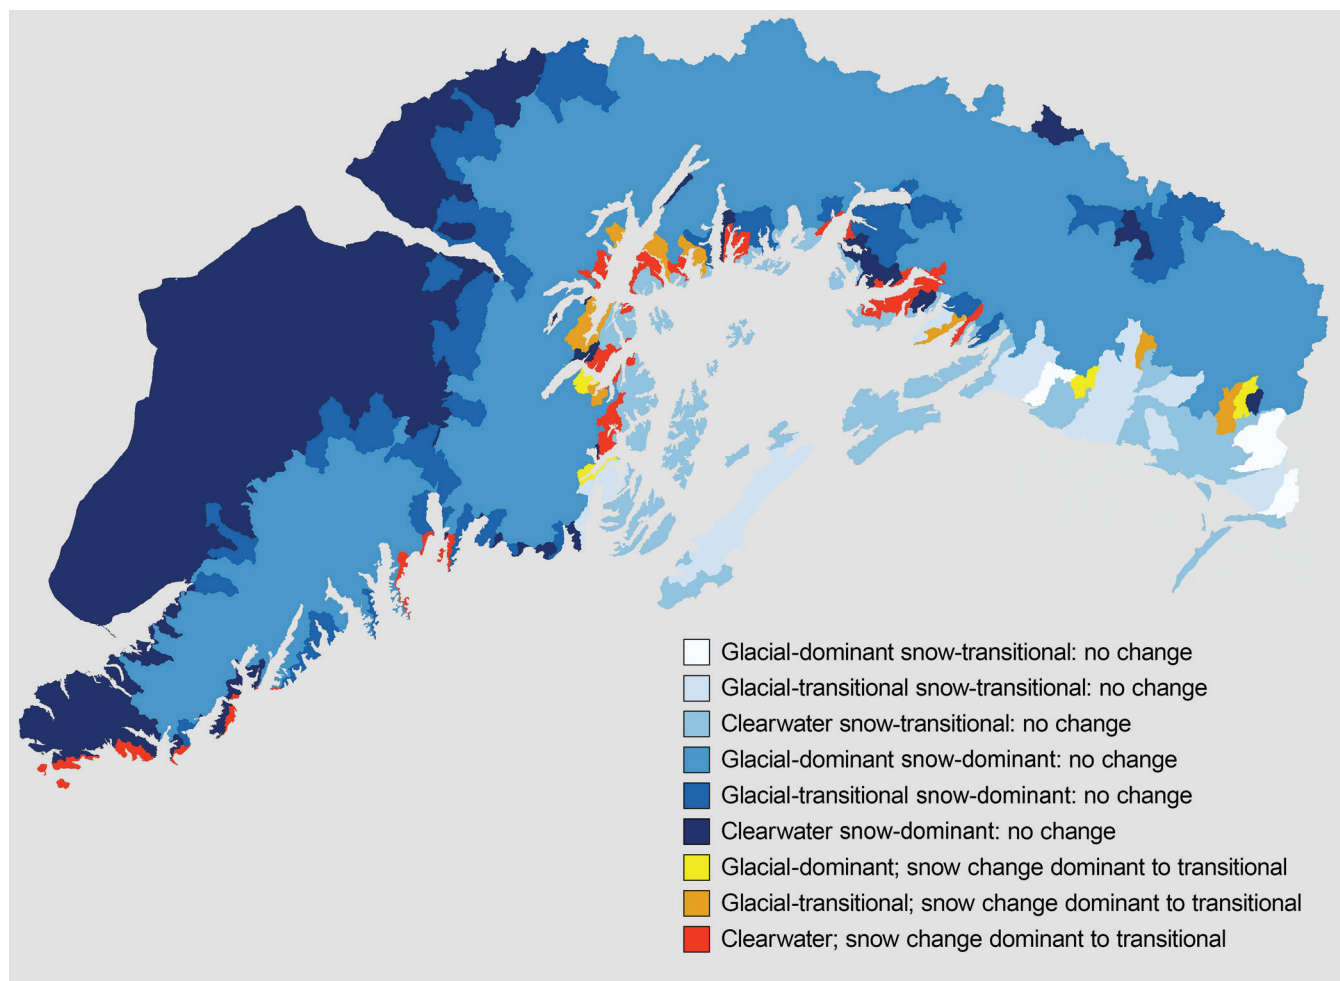 Glacial-dominant snow-transitional: no change
Glacial-transitional snow-transitional: no change
Clearwater snow-transitional: no change
Glacial-dominant snow-dominant: no change
Glacial-transitional snow-dominant: no change
Clearwater snow-dominant: no change
Glacial-dominant; snow change dominant to transitional
Glacial-transitional; snow change dominant to transitional
Clearwater; snow change dominant to transitional